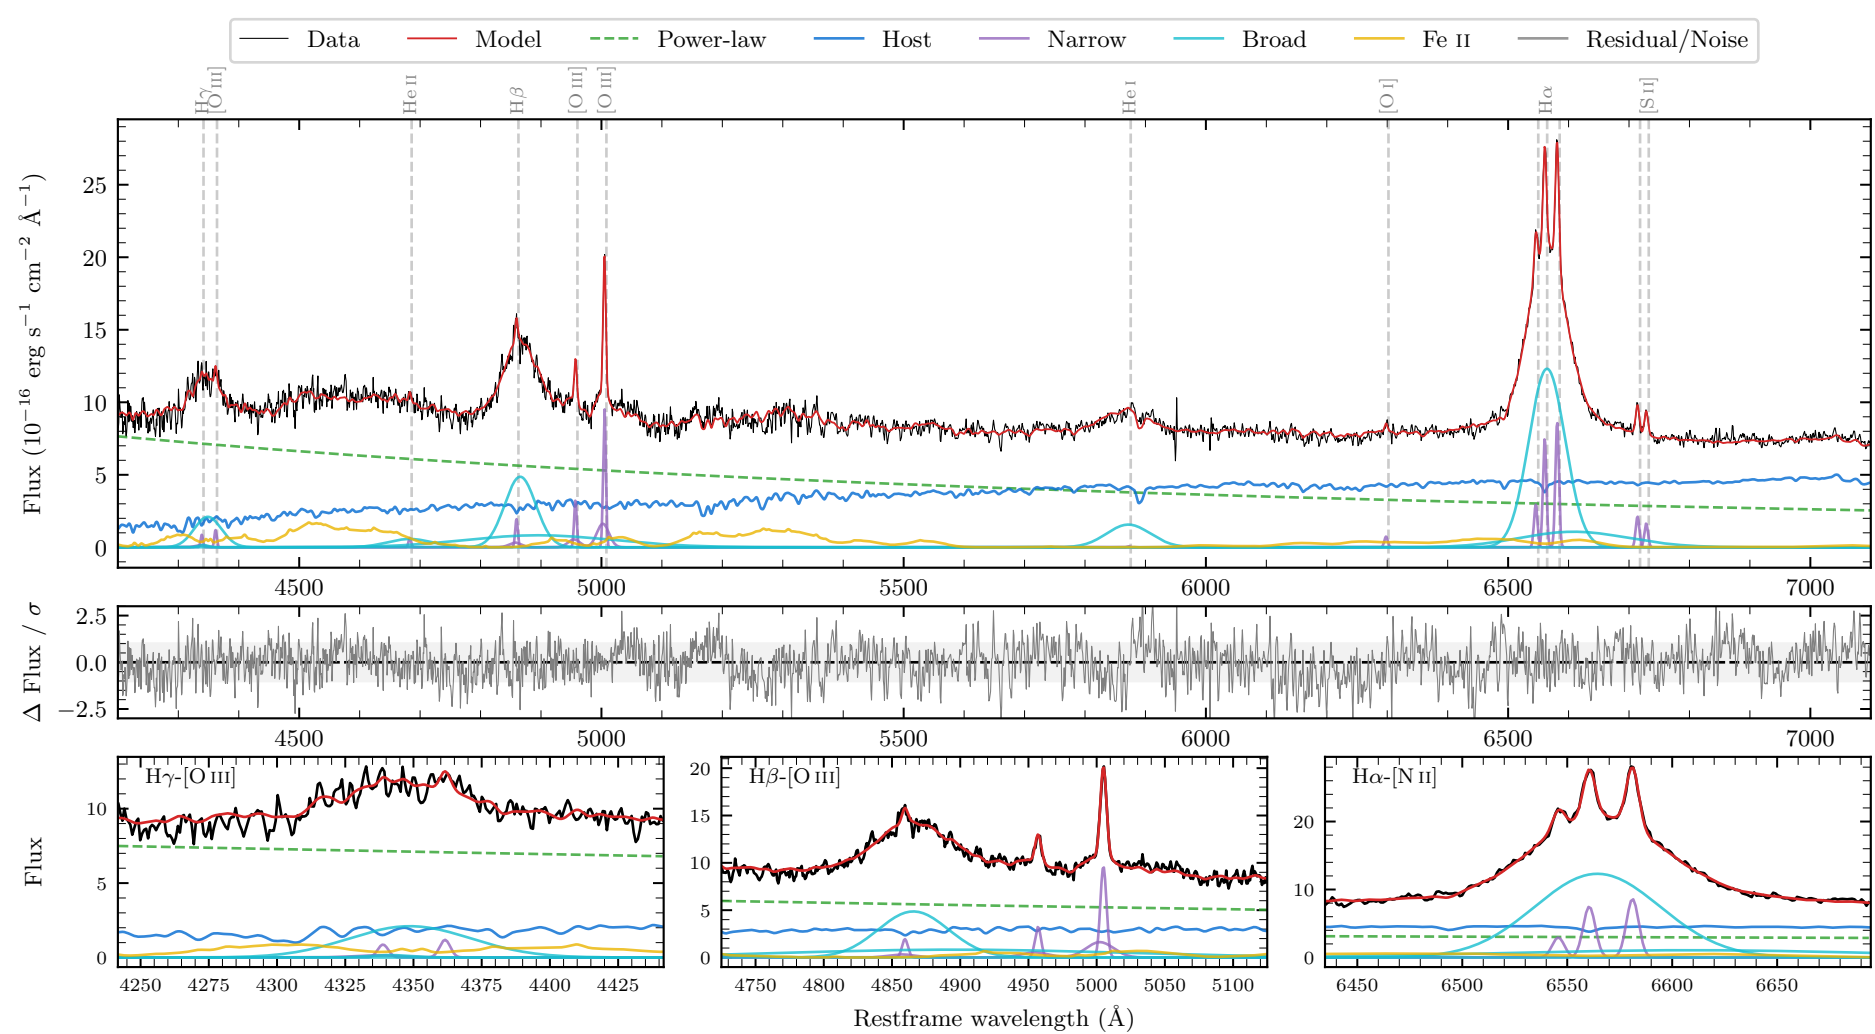 Data Model Power-law Host Narrow Broad Fe II Residual/Noise
Hγ [O III] He II Hβ [O III] [O III] He I [O I] Hα [S II]
Flux (10⁻¹⁶ erg s⁻¹ cm⁻² Å⁻¹)
25
20
15
10
5
0
4500 5000 5500 6000 6500 7000
Δ Flux / σ
2.5
0.0
−2.5
4500 5000 5500 6000 6500 7000
Flux
Hγ-[O III]
10
5
0
4250 4275 4300 4325 4350 4375 4400 4425
Hβ-[O III]
20
15
10
5
0
4750 4800 4850 4900 4950 5000 5050 5100
Hα-[N II]
20
10
0
6450 6500 6550 6600 6650
Restframe wavelength (Å)